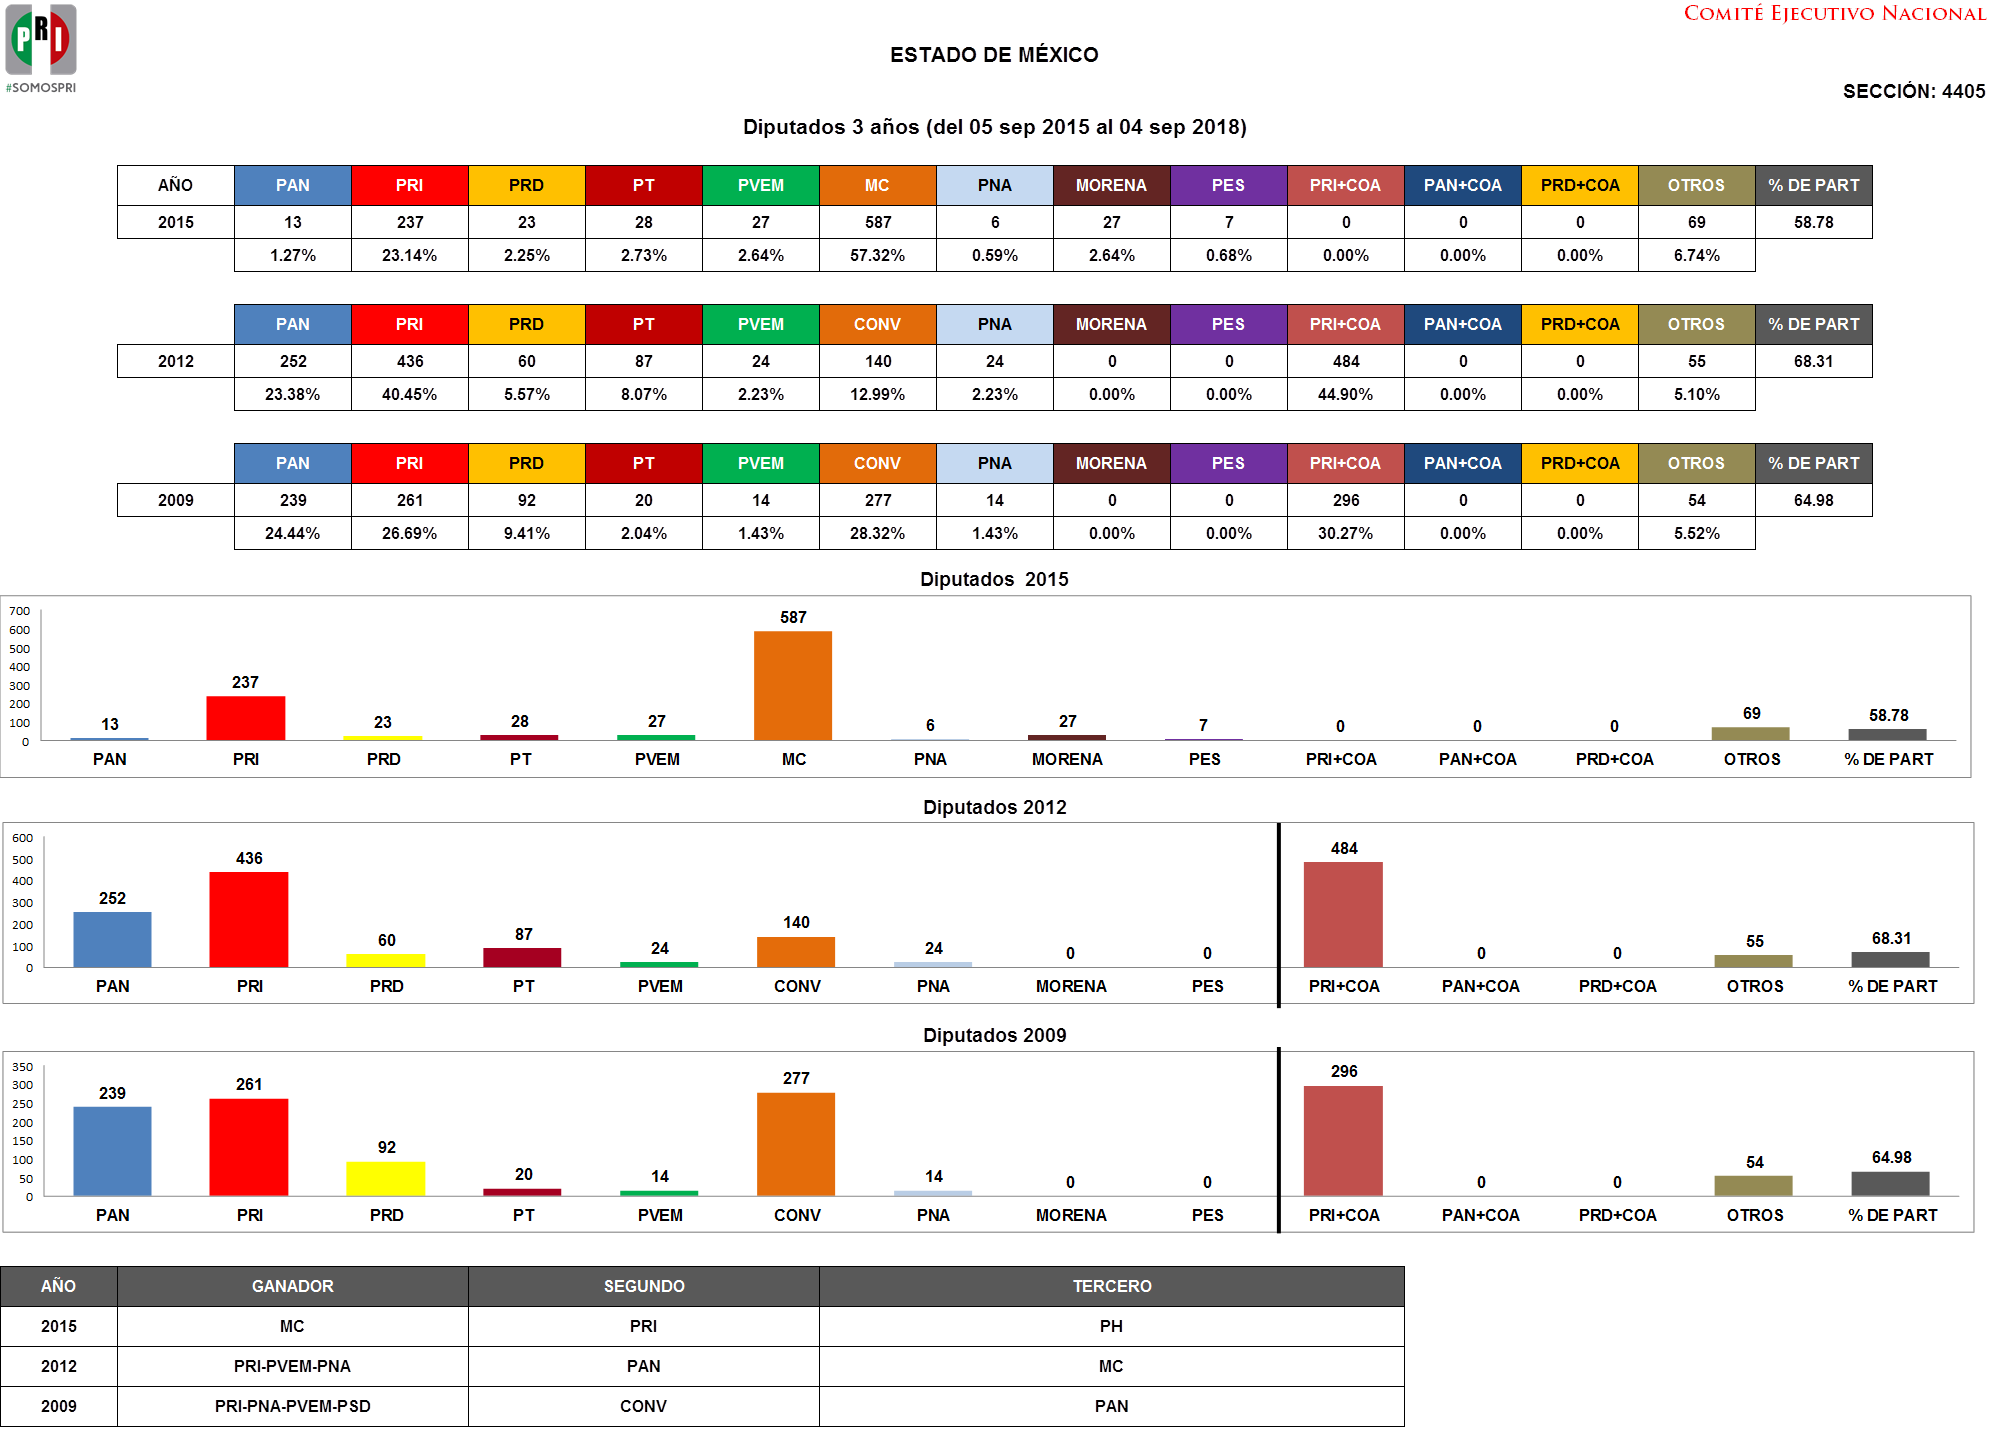 PRI
#SOMOSPRI
COMITÉ EJECUTIVO NACIONAL
ESTADO DE MÉXICO
SECCIÓN: 4405
Diputados 3 años (del 05 sep 2015 al 04 sep 2018)
AÑO PAN PRI PRD PT PVEM MC PNA MORENA PES PRI+COA PAN+COA PRD+COA OTROS % DE PART
2015 13 237 23 28 27 587 6 27 7 0 0 0 69 58.78
1.27% 23.14% 2.25% 2.73% 2.64% 57.32% 0.59% 2.64% 0.68% 0.00% 0.00% 0.00% 6.74%
PAN PRI PRD PT PVEM CONV PNA MORENA PES PRI+COA PAN+COA PRD+COA OTROS % DE PART
2012 252 436 60 87 24 140 24 0 0 484 0 0 55 68.31
23.38% 40.45% 5.57% 8.07% 2.23% 12.99% 2.23% 0.00% 0.00% 44.90% 0.00% 0.00% 5.10%
PAN PRI PRD PT PVEM CONV PNA MORENA PES PRI+COA PAN+COA PRD+COA OTROS % DE PART
2009 239 261 92 20 14 277 14 0 0 296 0 0 54 64.98
24.44% 26.69% 9.41% 2.04% 1.43% 28.32% 1.43% 0.00% 0.00% 30.27% 0.00% 0.00% 5.52%
Diputados 2015
700
600
500
400
300
200
100
0
13 237 23 28 27 587 6 27 7 0 0 0 69 58.78
PAN PRI PRD PT PVEM MC PNA MORENA PES PRI+COA PAN+COA PRD+COA OTROS % DE PART
Diputados 2012
600
500
400
300
200
100
0
252 436 60 87 24 140 24 0 0 484 0 0 55 68.31
PAN PRI PRD PT PVEM CONV PNA MORENA PES PRI+COA PAN+COA PRD+COA OTROS % DE PART
Diputados 2009
350
300
250
200
150
100
50
0
239 261 92 20 14 277 14 0 0 296 0 0 54 64.98
PAN PRI PRD PT PVEM CONV PNA MORENA PES PRI+COA PAN+COA PRD+COA OTROS % DE PART
AÑO GANADOR SEGUNDO TERCERO
2015 MC PRI PH
2012 PRI-PVEM-PNA PAN MC
2009 PRI-PNA-PVEM-PSD CONV PAN